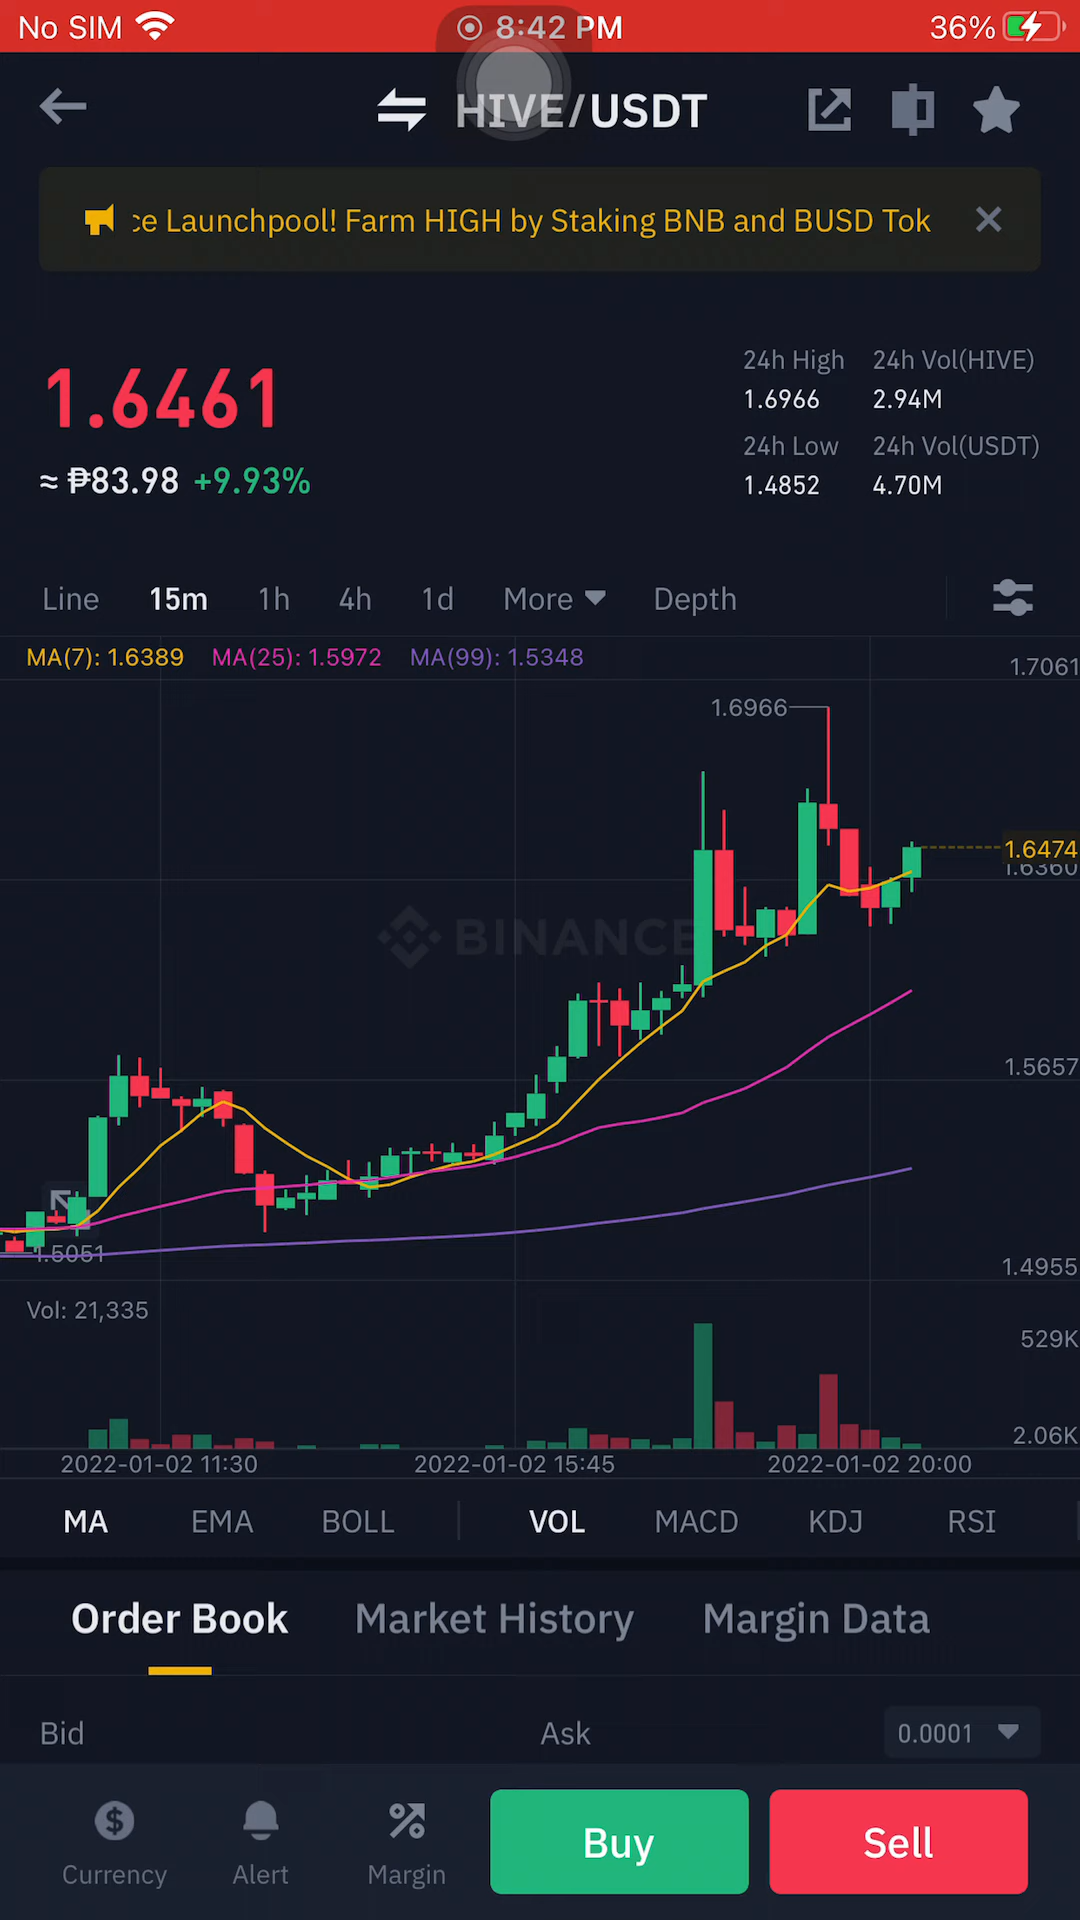 No SIM 8:42 PM 36%
HIVE/USDT
ce Launchpool! Farm HIGH by Staking BNB and BUSD Tok
1.6461
≈ ₱83.98 +9.93%
24h High 24h Vol(HIVE)
1.6966 2.94M
24h Low 24h Vol(USDT)
1.4852 4.70M
Line 15m 1h 4h 1d More Depth
MA(7): 1.6389 MA(25): 1.5972 MA(99): 1.5348
1.7061
1.6966
1.6474
1.6360
BINANCE
1.5657
1.5051
1.4955
Vol: 21,335
529K
2.06K
2022-01-02 11:30 2022-01-02 15:45 2022-01-02 20:00
MA EMA BOLL VOL MACD KDJ RSI
Order Book Market History Margin Data
Bid Ask 0.0001
Currency Alert Margin Buy Sell